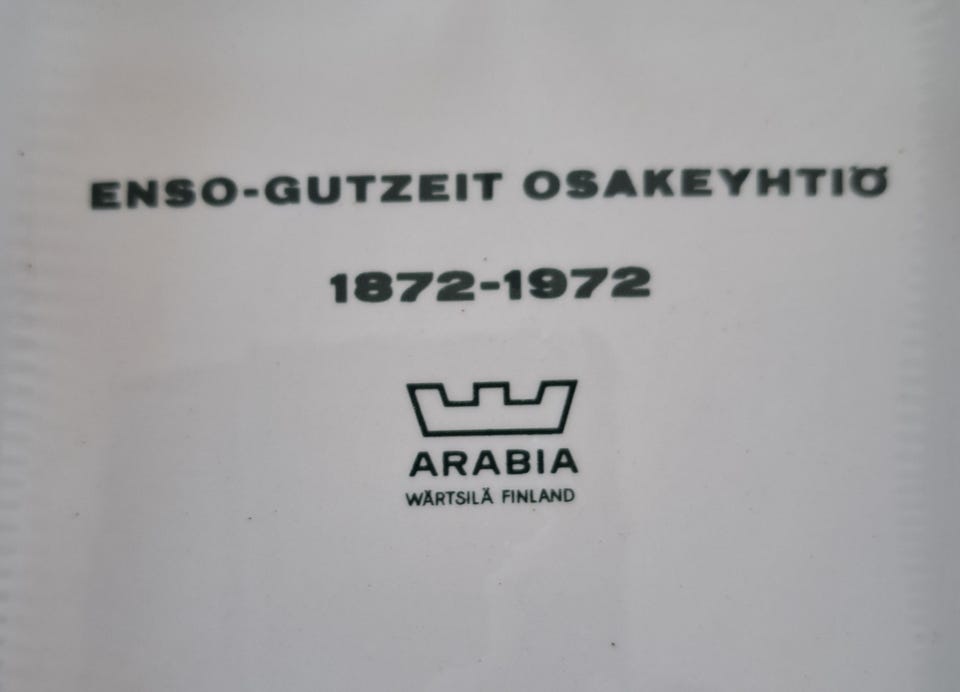 ENSO-GUTZEIT OSAKEYHTIÖ
1872-1972
ARABIA
WÄRTSILÄ FINLAND